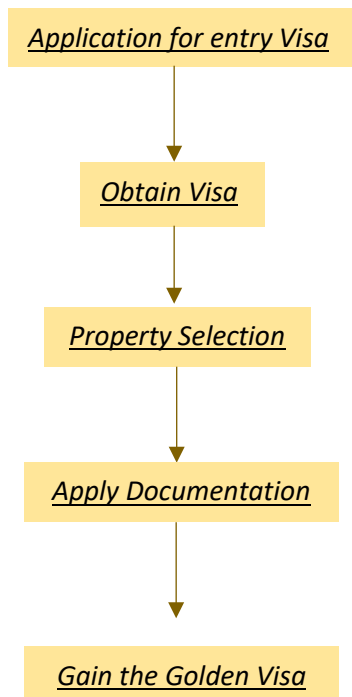 Application for entry Visa
Obtain Visa
Property Selection
Apply Documentation
Gain the Golden Visa